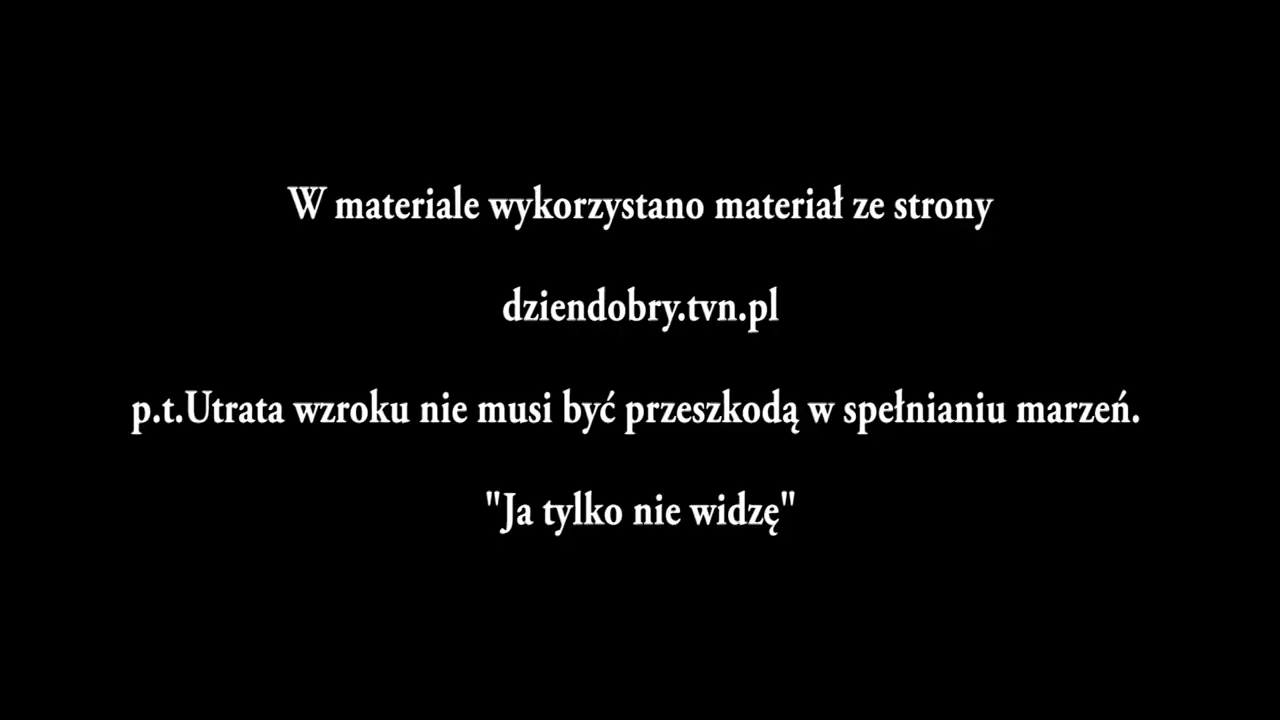 W materiale wykorzystano materiał ze strony
dziendobry.tvn.pl
p.t.Utrata wzroku nie musi być przeszkodą w spełnianiu marzeń.
"Ja tylko nie widzę"